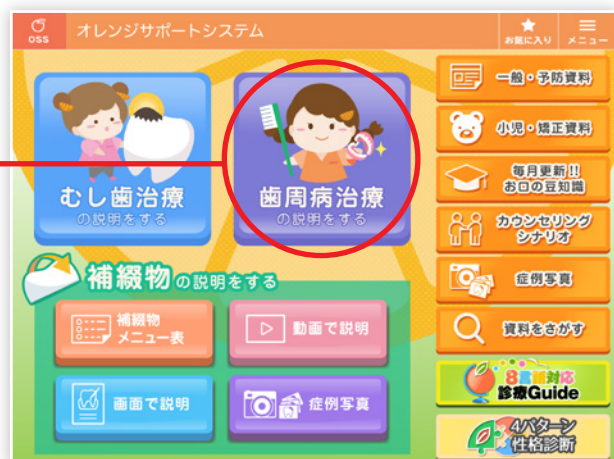 OSS
オレンジサポートシステム
お気に入り
メニュー
むし歯治療
の説明をする
歯周病治療
の説明をする
補綴物の説明をする
補綴物
メニュー表
動画で説明
画面で説明
症例写真
一般・予防資料
小児・矯正資料
毎月更新!!
お口の豆知識
カウンセリング
シナリオ
症例写真
資料をさがす
8言語対応
診療Guide
4パターン
性格診断